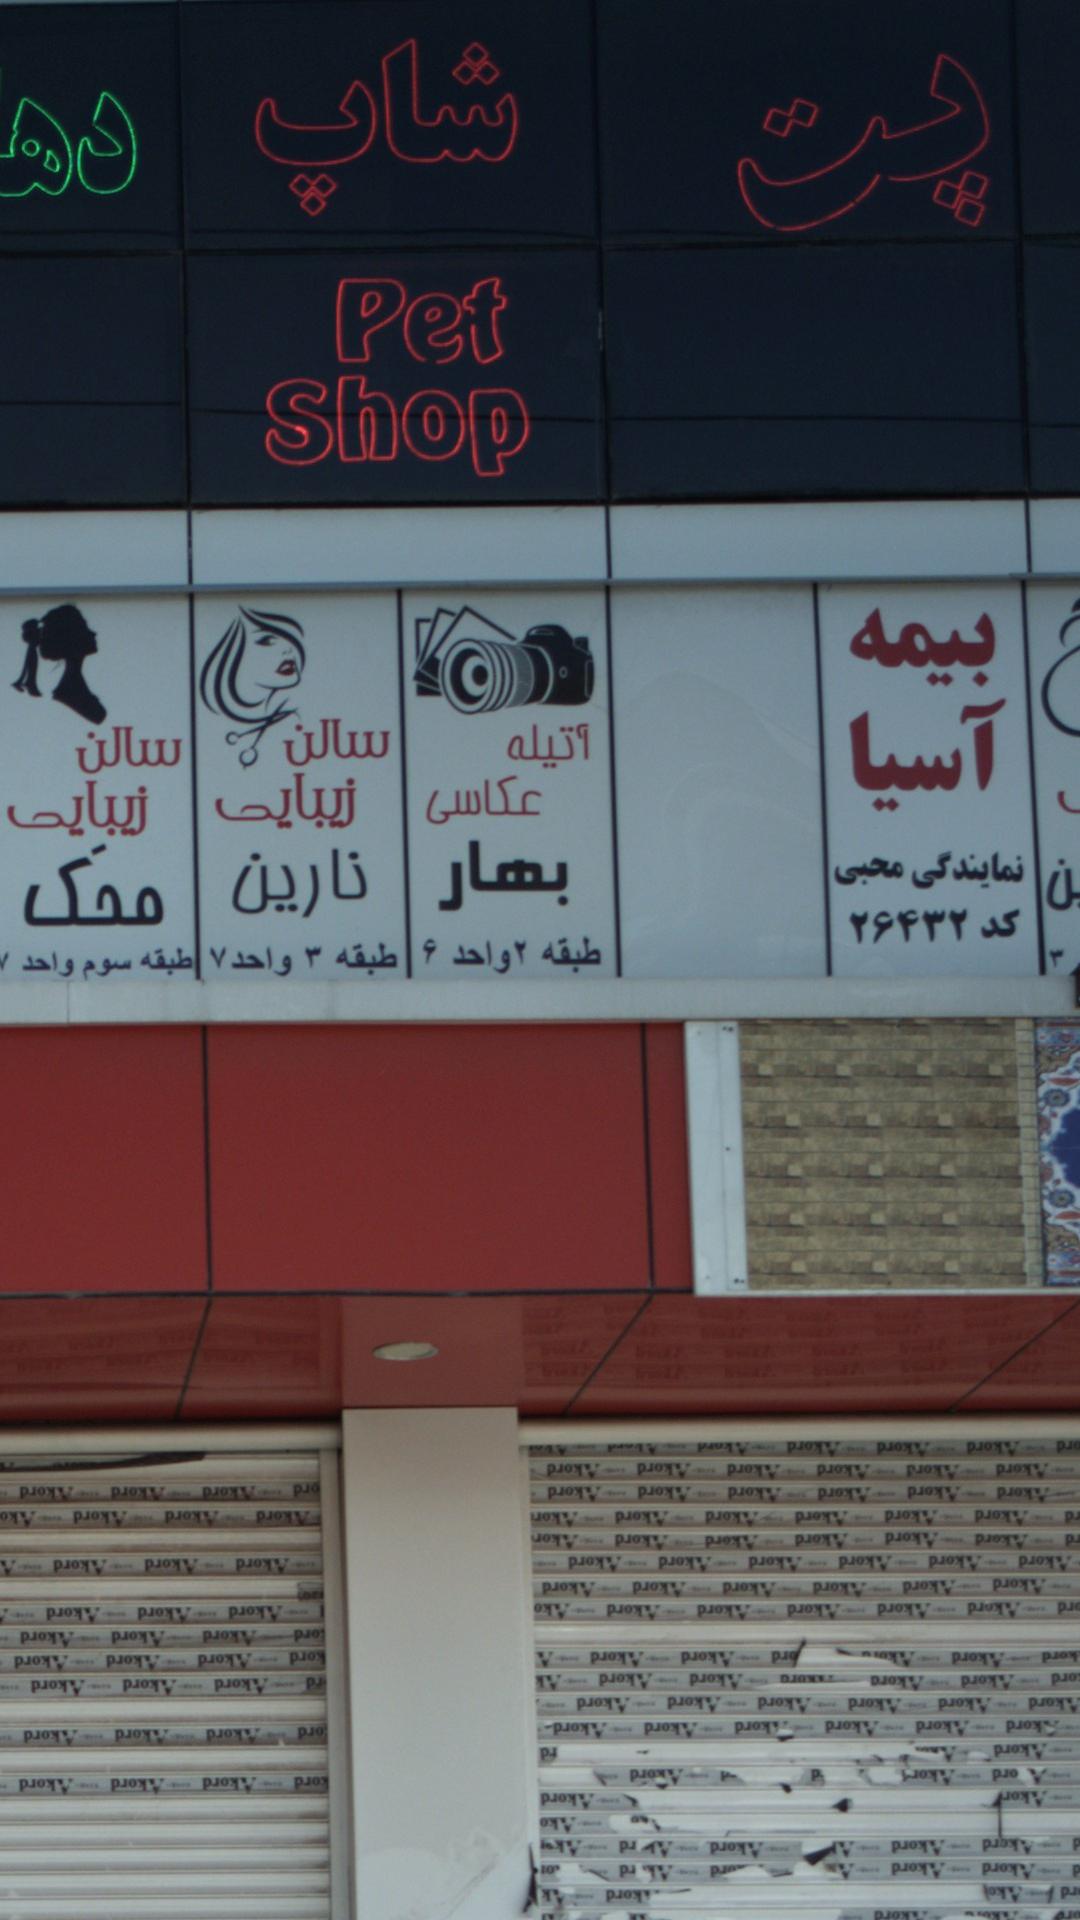 پت شاپ
Pet
Shop
بیمه
آسیا
نمایندگی محبی
کد ۲۶۴۳۲
آتیله
عکاسی
بهار
طبقه ۲ واحد ۶
سالن
زیبایی
نارین
طبقه ۳ واحد ۷
سالن
زیبایی
محک
طبقه سوم واحد ۷
Akord